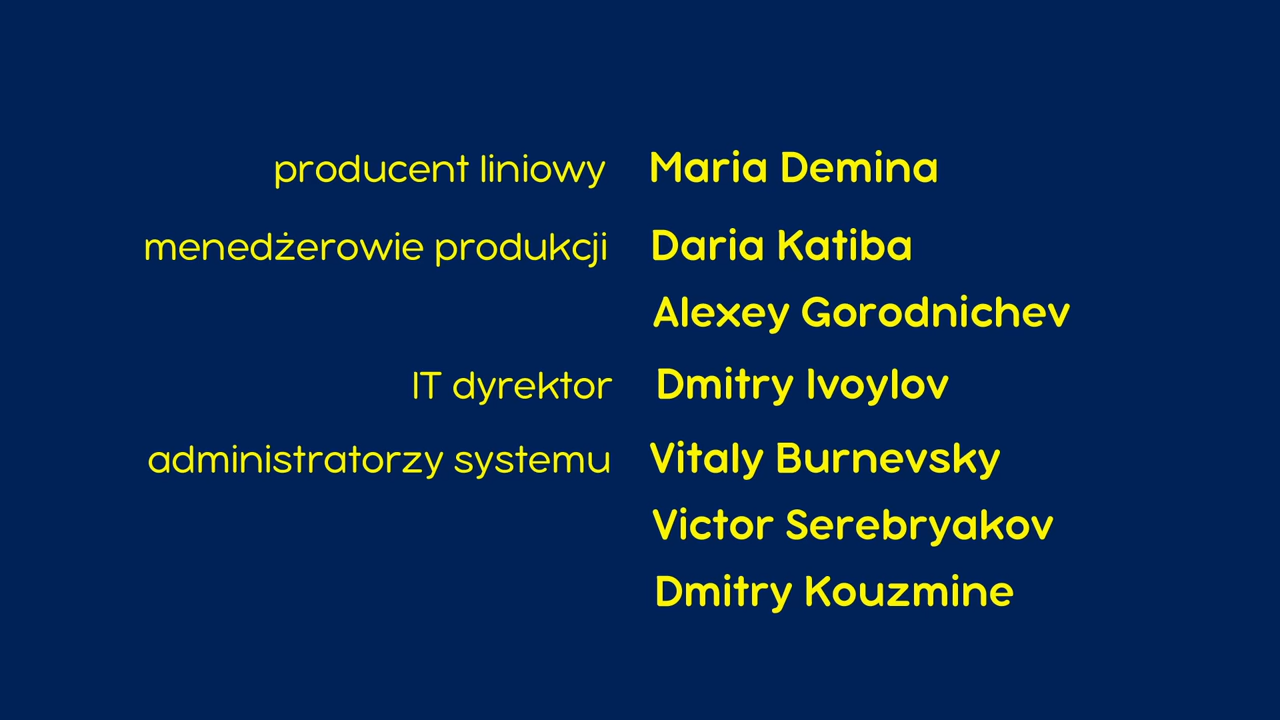 producent liniowy Maria Demina
menedżerowie produkcji Daria Katiba
Alexey Gorodnichev
IT dyrektor Dmitry Ivoylov
administratorzy systemu Vitaly Burnevsky
Victor Serebryakov
Dmitry Kouzmine